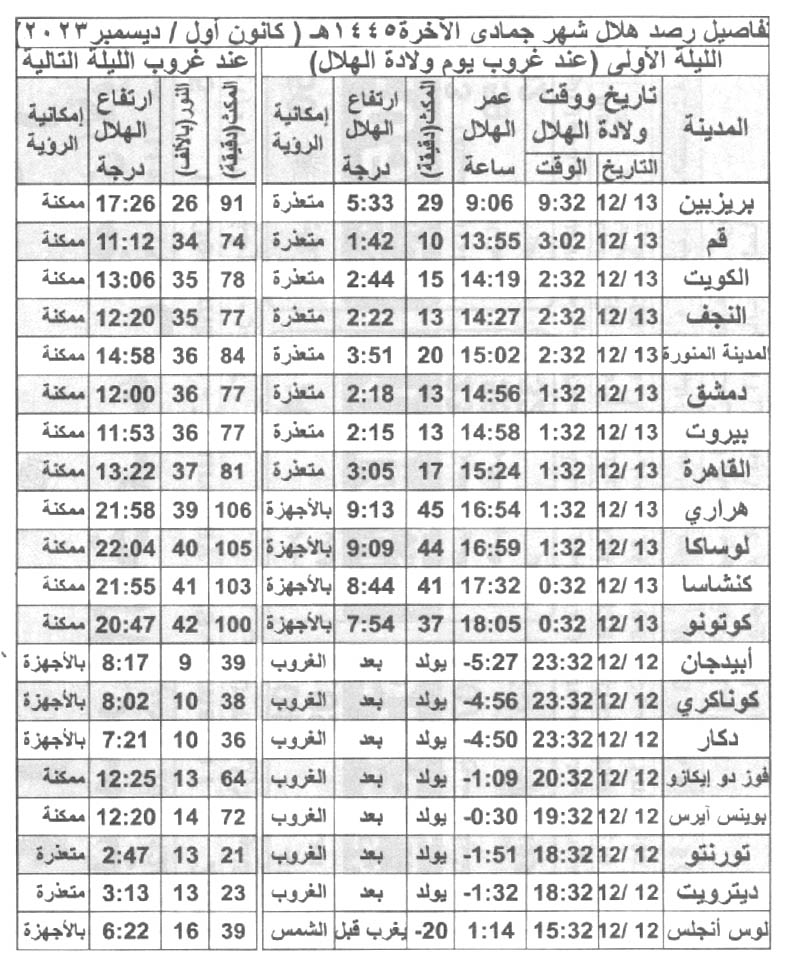 تفاصيل رصد هلال شهر جمادى الآخرة ١٤٤٥هـ ( كانون أول / ديسمبر ٢٠٢٣)
الليلة الأولى (عند غروب يوم ولادة الهلال) عند غروب الليلة التالية
المدينة تاريخ ووقت ولادة الهلال عمر الهلال ساعة المكث(دقيقة) ارتفاع الهلال درجة إمكانية الرؤية المكث(دقيقة) النور(بالألف) ارتفاع الهلال درجة إمكانية الرؤية
التاريخ الوقت
بريزبين 12/ 13 9:32 9:06 29 5:33 متعذرة 91 26 17:26 ممكنة
قم 12/ 13 3:02 13:55 10 1:42 متعذرة 74 34 11:12 ممكنة
الكويت 12/ 13 2:32 14:19 15 2:44 متعذرة 78 35 13:06 ممكنة
النجف 12/ 13 2:32 14:27 13 2:22 متعذرة 77 35 12:20 ممكنة
المدينة المنورة 12/ 13 2:32 15:02 20 3:51 متعذرة 84 36 14:58 ممكنة
دمشق 12/ 13 1:32 14:56 13 2:18 متعذرة 77 36 12:00 ممكنة
بيروت 12/ 13 1:32 14:58 13 2:15 متعذرة 77 36 11:53 ممكنة
القاهرة 12/ 13 1:32 15:24 17 3:05 متعذرة 81 37 13:22 ممكنة
هراري 12/ 13 1:32 16:54 45 9:13 بالأجهزة 106 39 21:58 ممكنة
لوساكا 12/ 13 1:32 16:59 44 9:09 بالأجهزة 105 40 22:04 ممكنة
كنشاسا 12/ 13 0:32 17:32 41 8:44 بالأجهزة 103 41 21:55 ممكنة
كوتونو 12/ 13 0:32 18:05 37 7:54 بالأجهزة 100 42 20:47 ممكنة
أبيدجان 12/ 12 23:32 -5:27 يولد بعد الغروب 39 9 8:17 بالأجهزة
كوناكري 12/ 12 23:32 -4:56 يولد بعد الغروب 38 10 8:02 بالأجهزة
دكار 12/ 12 23:32 -4:50 يولد بعد الغروب 36 10 7:21 بالأجهزة
فوز دو إيكازو 12/ 12 20:32 -1:09 يولد بعد الغروب 64 13 12:25 ممكنة
بوينس آيرس 12/ 12 19:32 -0:30 يولد بعد الغروب 72 14 12:20 ممكنة
تورنتو 12/ 12 18:32 -1:51 يولد بعد الغروب 21 13 2:47 متعذرة
ديترويت 12/ 12 18:32 -1:32 يولد بعد الغروب 23 13 3:13 متعذرة
لوس أنجلس 12/ 12 15:32 1:14 -20 يغرب قبل الشمس 39 16 6:22 بالأجهزة